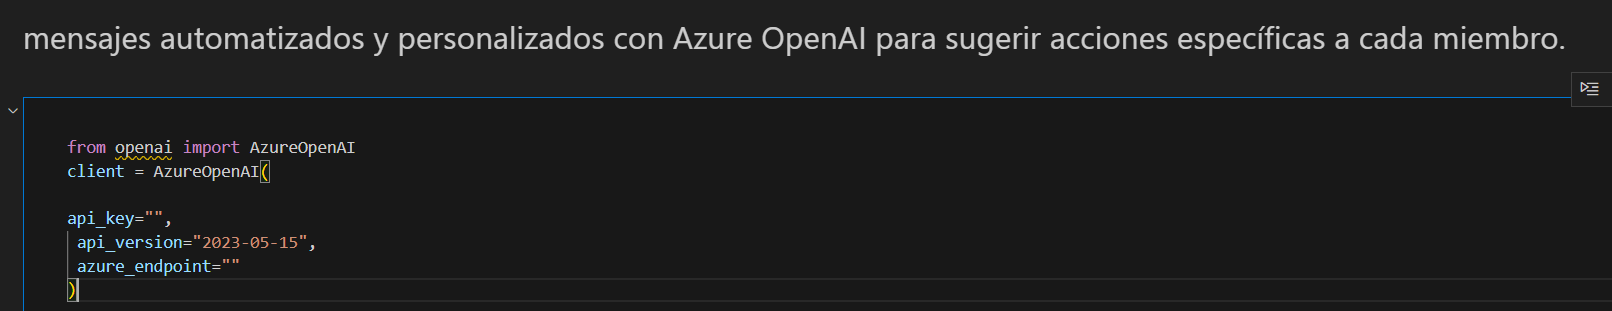 mensajes automatizados y personalizados con Azure OpenAI para sugerir acciones específicas a cada miembro.
from openai import AzureOpenAI
client = AzureOpenAI(
api_key="",
api_version="2023-05-15",
azure_endpoint=""
)